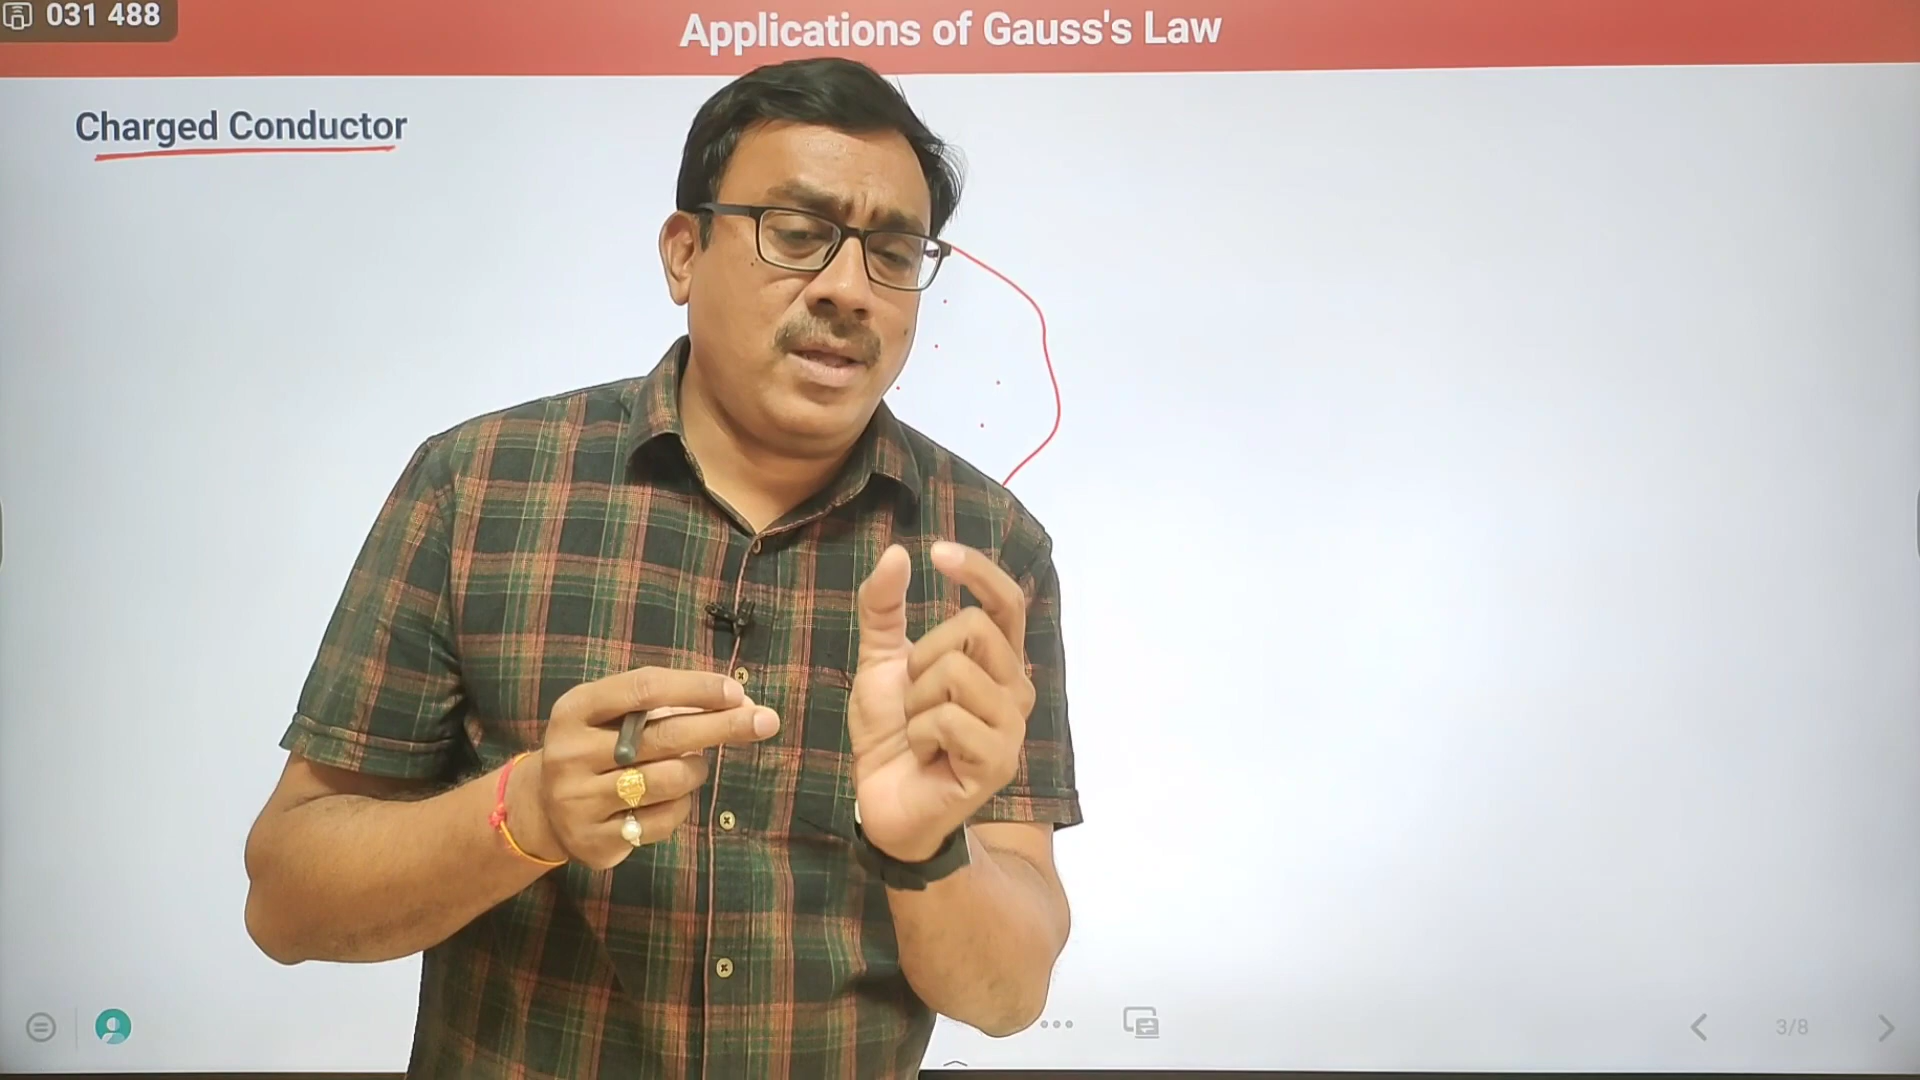 031 488
Applications of Gauss's Law
Charged Conductor
3/8